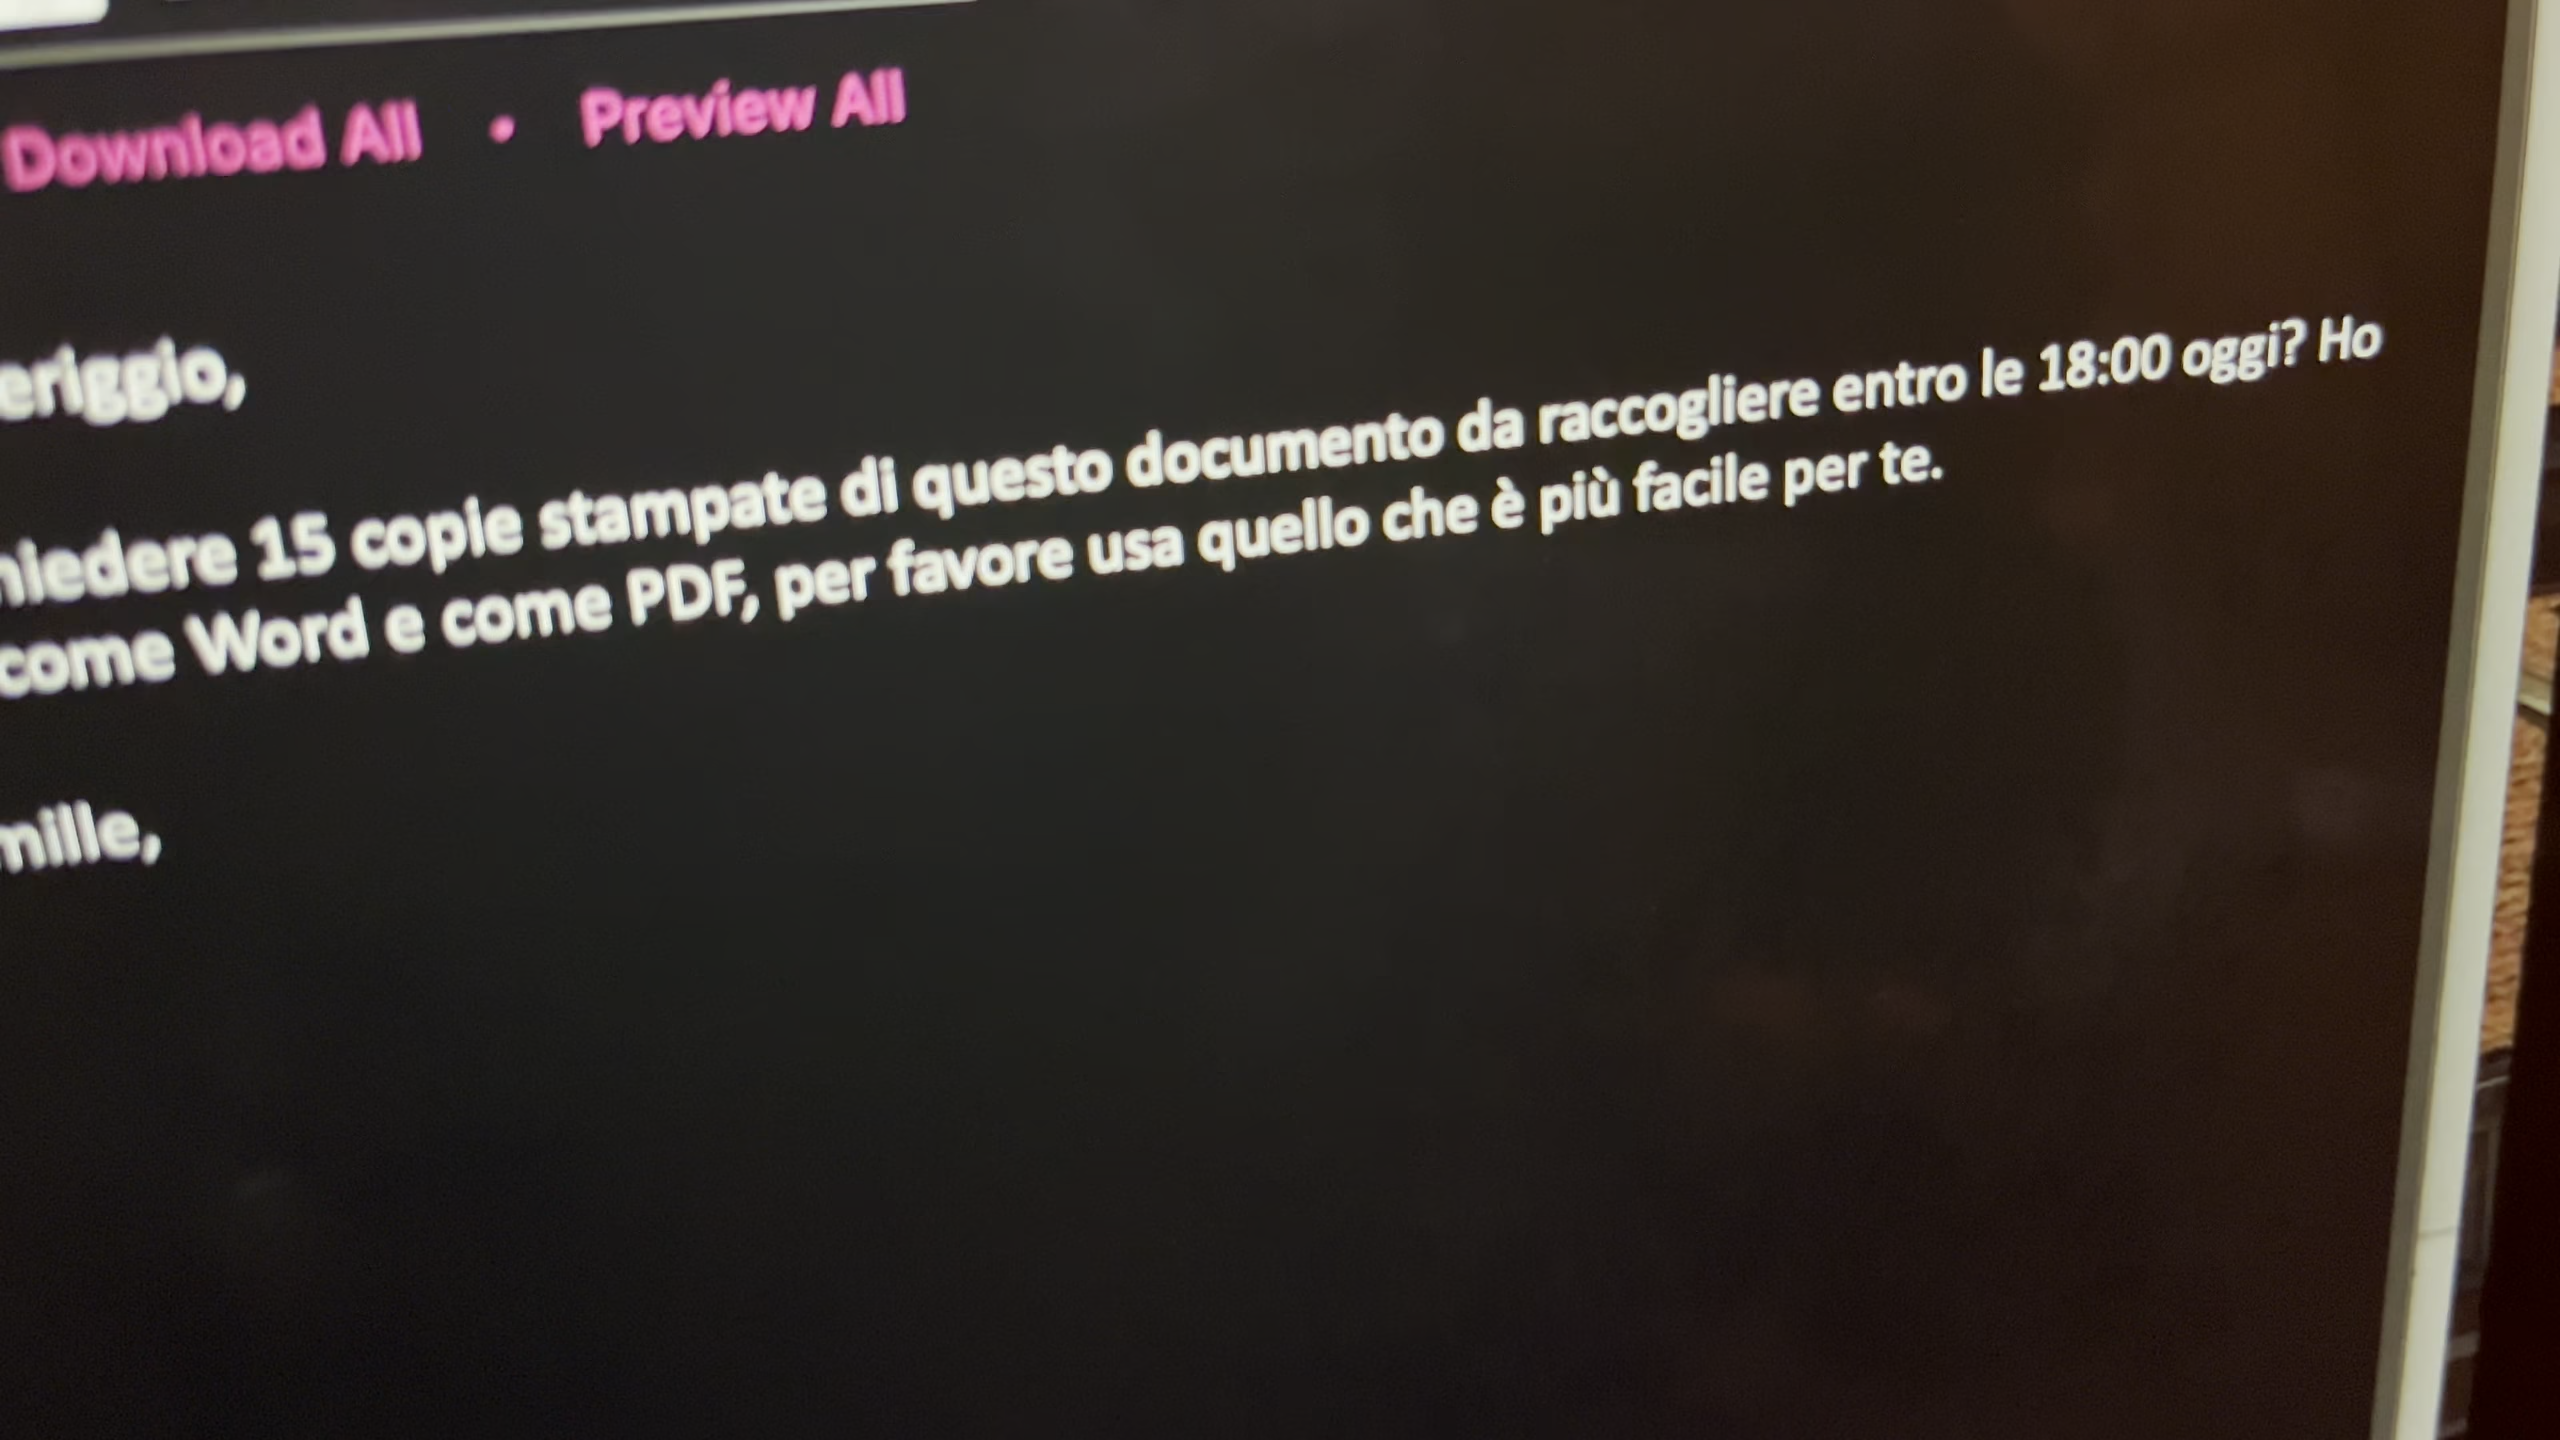 Download All • Preview All
eriggio,
hiedere 15 copie stampate di questo documento da raccogliere entro le 18:00 oggi? Ho
come Word e come PDF, per favore usa quello che è più facile per te.
mille,